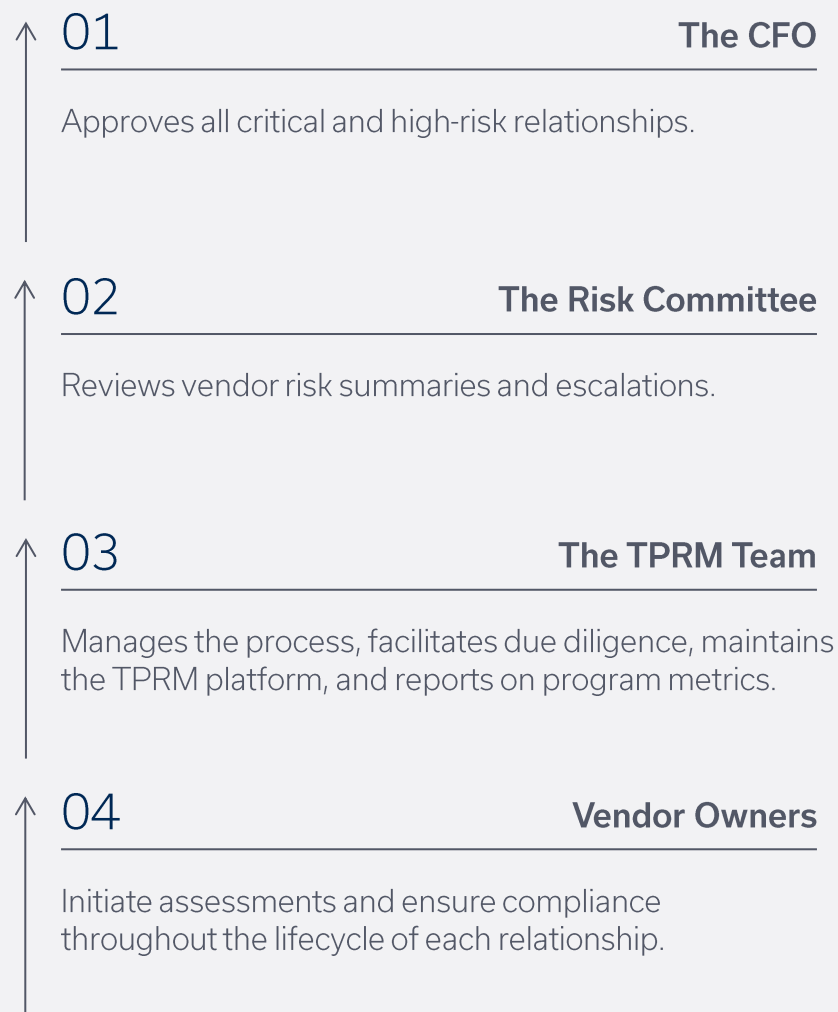 01 The CFO
Approves all critical and high-risk relationships.
02 The Risk Committee
Reviews vendor risk summaries and escalations.
03 The TPRM Team
Manages the process, facilitates due diligence, maintains
the TPRM platform, and reports on program metrics.
04 Vendor Owners
Initiate assessments and ensure compliance
throughout the lifecycle of each relationship.